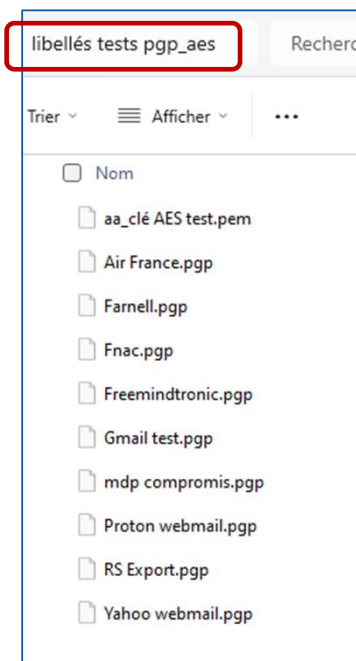 libellés tests pgp_aes
Recherc
Trier
Afficher
Nom
aa_clé AES test.pem
Air France.pgp
Farnell.pgp
Fnac.pgp
Freemindtronic.pgp
Gmail test.pgp
mdp compromis.pgp
Proton webmail.pgp
RS Export.pgp
Yahoo webmail.pgp